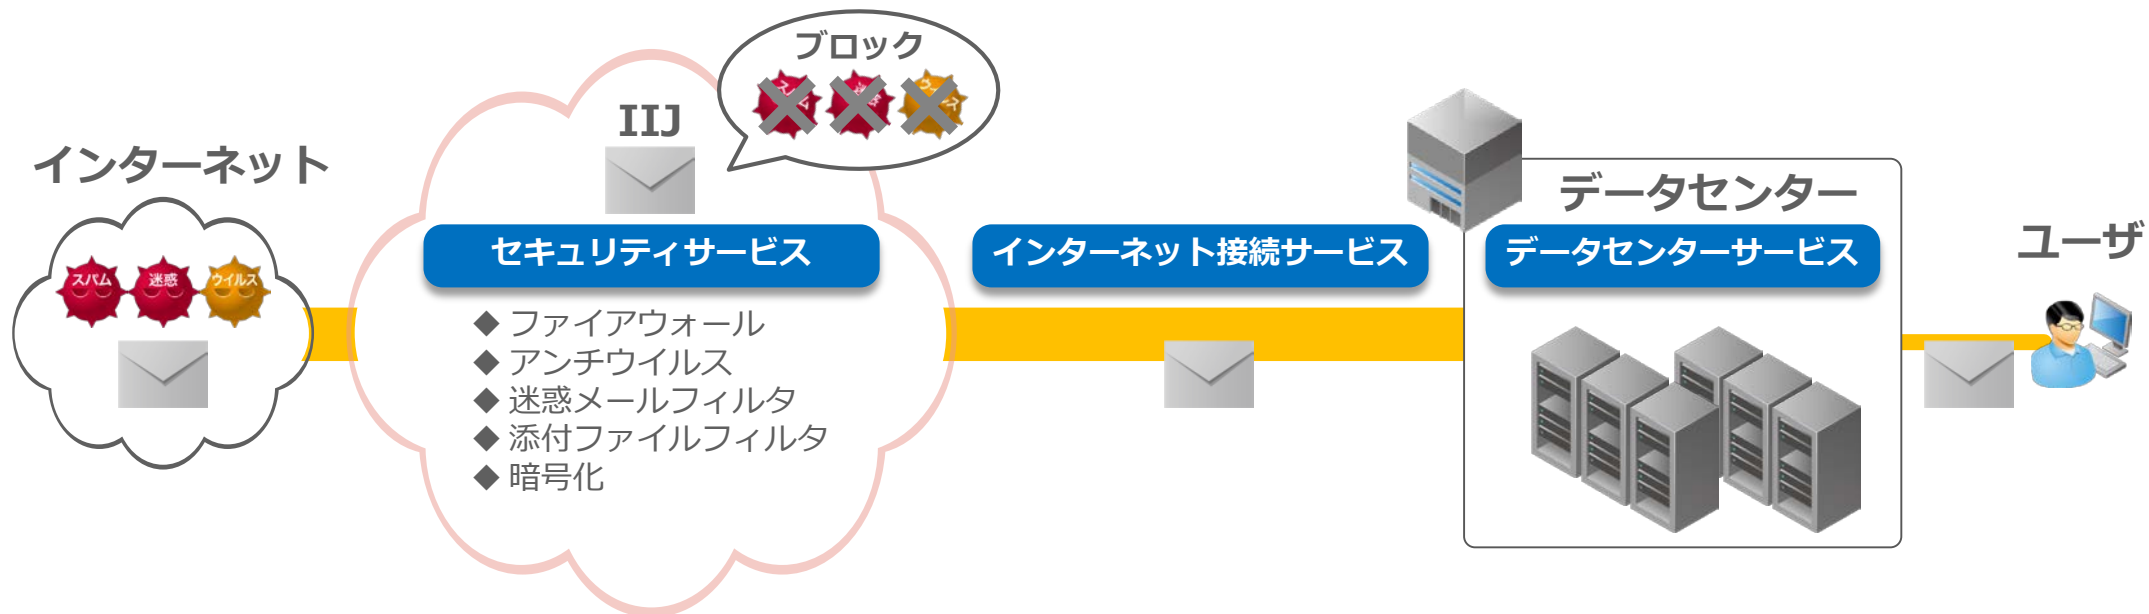 インターネット
スパム
迷惑
ウイルス
IIJ
ブロック
セキュリティサービス
◆ ファイアウォール
◆ アンチウイルス
◆ 迷惑メールフィルタ
◆ 添付ファイルフィルタ
◆ 暗号化
インターネット接続サービス
データセンター
データセンターサービス
ユーザ